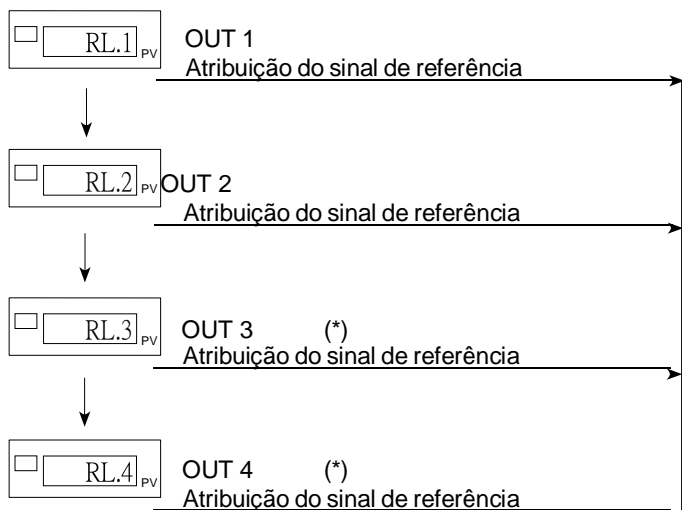 RL.1 PV OUT 1
Atribuição do sinal de referência
RL.2 PV OUT 2
Atribuição do sinal de referência
RL.3 PV OUT 3 (*)
Atribuição do sinal de referência
RL.4 PV OUT 4 (*)
Atribuição do sinal de referência